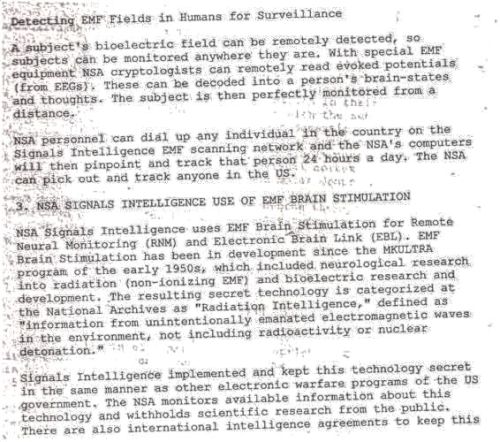 Detecting EMF Fields in Humans for Surveillance
A subject's bioelectric field can be remotely detected, so
subjects can be monitored anywhere they are. With special EMF
equipment NSA cryptologists can remotely read evoked potentials
(from EEGs). These can be decoded into a person's brain-states
and thoughts. The subject is then perfectly monitored from a
distance.
NSA personnel can dial up any individual in the country on the
Signals Intelligence EMF scanning network and the NSA's computers
will then pinpoint and track that person 24 hours a day. The NSA
can pick out and track anyone in the US.
3. NSA SIGNALS INTELLIGENCE USE OF EMF BRAIN STIMULATION
NSA Signals Intelligence uses EMF Brain Stimulation for Remote
Neural Monitoring (RNM) and Electronic Brain Link (EBL). EMF
Brain Stimulation has been in development since the MKULTRA
program of the early 1950s, which included neurological research
into radiation (non-ionizing EMF) and bioelectric research and
development. The resulting secret technology is categorized at
the National Archives as "Radiation Intelligence," defined as
"information from unintentionally emanated electromagnetic waves
in the environment, not including radioactivity or nuclear
detonation."
Signals Intelligence implemented and kept this technology secret
in the same manner as other electronic warfare programs of the US
government. The NSA monitors available information about this
technology and withholds scientific research from the public.
There are also international intelligence agreements to keep this